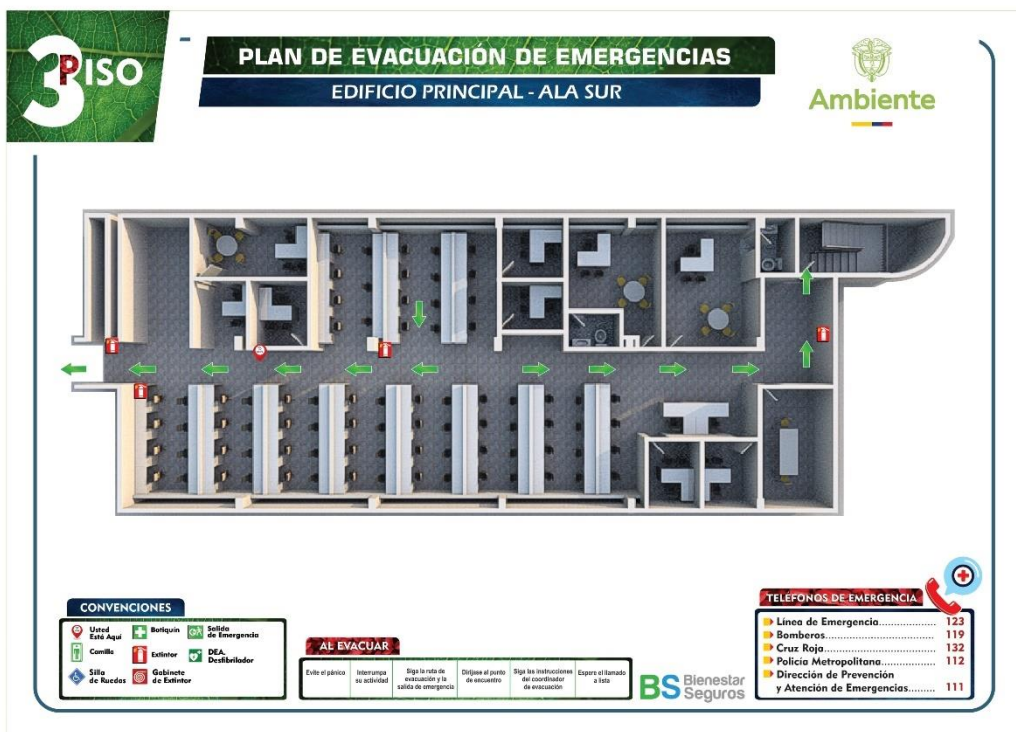 3 PISO
PLAN DE EVACUACIÓN DE EMERGENCIAS
EDIFICIO PRINCIPAL - ALA SUR
Ambiente
CONVENCIONES
Usted
Está Aquí
Botiquín
Salida
de Emergencia
Camilla
Extintor
DEA.
Desfibrilador
Silla
de Ruedas
Gabinete
de Extintor
AL EVACUAR
Evite el pánico
Interrumpa
su actividad
Siga la ruta de
evacuación y la
salida de emergencia
Diríjase al punto
de encuentro
Siga las instrucciones
del coordinador
de evacuación
Espere el llamado
a lista
BS Bienestar
Seguros
TELÉFONOS DE EMERGENCIA
Línea de Emergencia.................. 123
Bomberos................................. 119
Cruz Roja................................. 132
Policía Metropolitana................. 112
Dirección de Prevención
y Atención de Emergencias........ 111